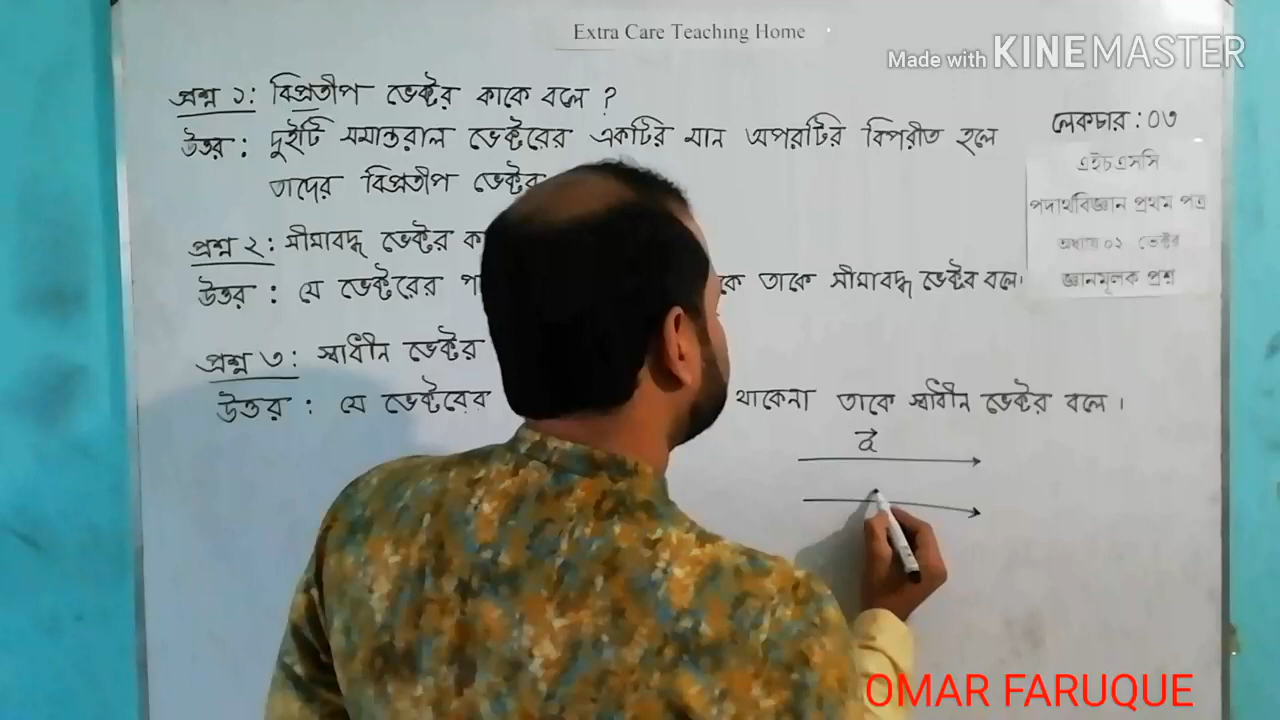 Extra Care Teaching Home
Made with KINEMASTER
প্রশ্ন ১: বিপ্রতীপ ভেক্টর কাকে বলে ?
উত্তর : দুইটি সমান্তরাল ভেক্টরের একটির মান অপরটির বিপরীত হলে
তাদের বিপ্রতীপ ভেক্টর
প্রশ্ন ২: সীমাবদ্ধ ভেক্টর
উত্তর : যে ভেক্টরের তাকে সীমাবদ্ধ ভেক্টর বলে।
প্রশ্ন ৩: স্বাধীন ভেক্টর
উত্তর : যে ভেক্টরের থাকেনা তাকে স্বাধীন ভেক্টর বলে।
a
লেকচার : ০৩
এইচএসসি
পদার্থবিজ্ঞান প্রথম পত্র
অধ্যায় ০২ ভেক্টর
জ্ঞানমূলক প্রশ্ন
OMAR FARUQUE